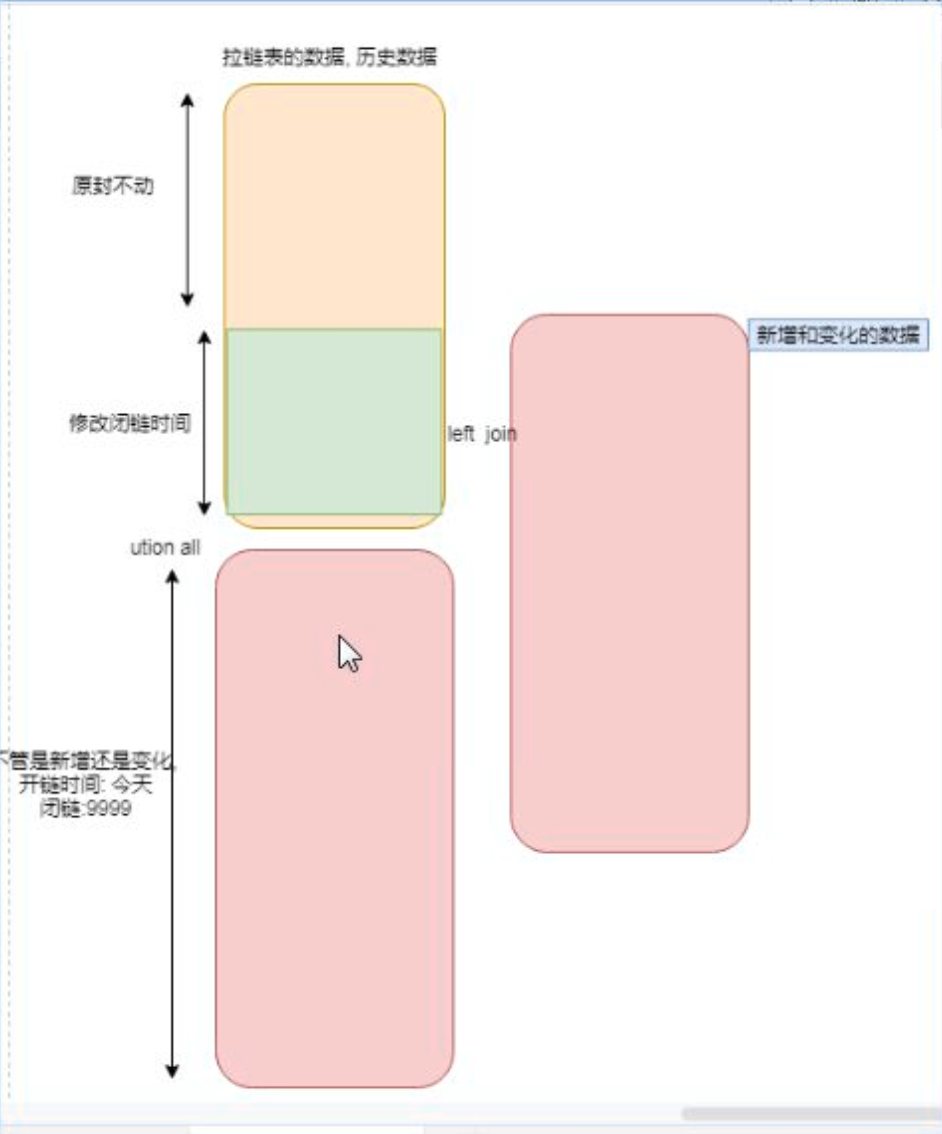 拉链表的数据, 历史数据
原封不动
新增和变化的数据
修改闭链时间
left join
ution all
不管是新增还是变化,
开链时间: 今天
闭链:9999